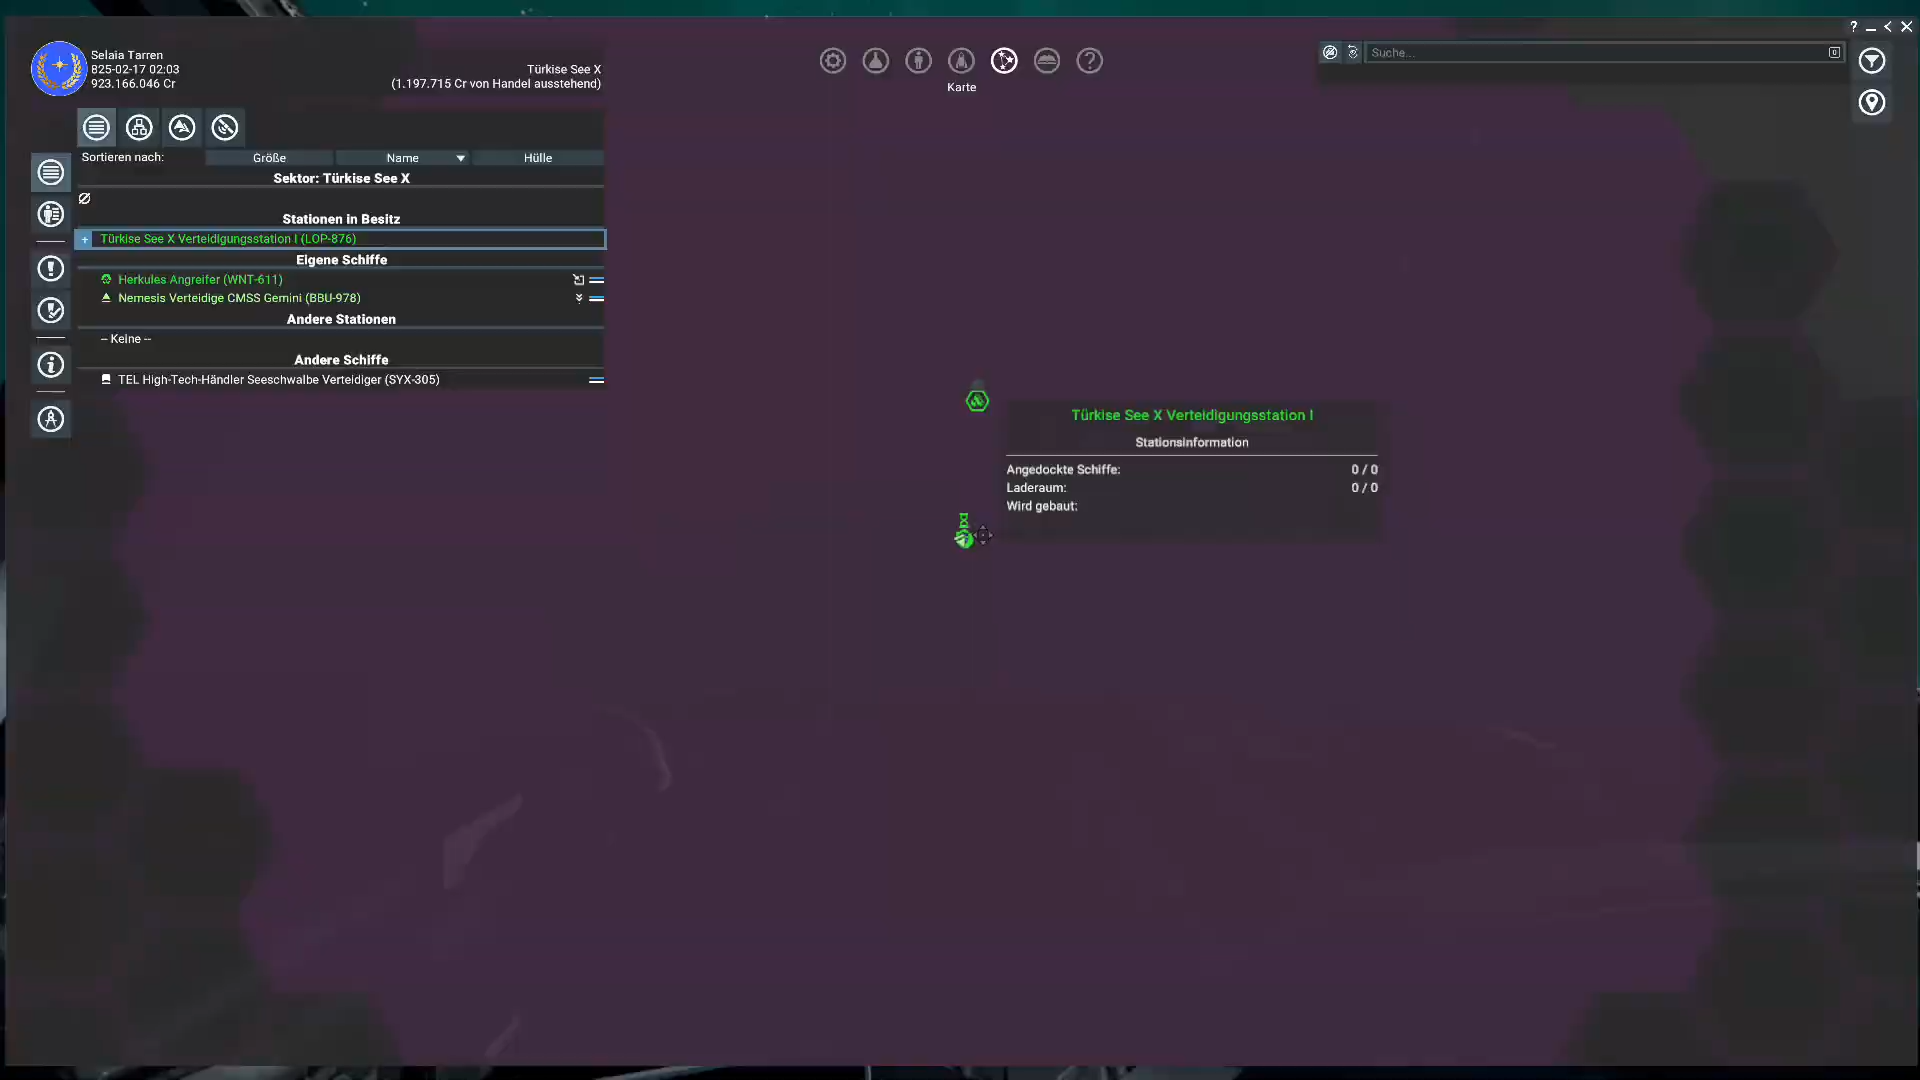 Selaia Tarren
825-02-17 02:03
923.166.046 Cr
Türkise See X
(1.197.715 Cr von Handel ausstehend)
Karte
Suche...
Sortieren nach:
Größe
Name
Hülle
Sektor: Türkise See X
Stationen in Besitz
+ Türkise See X Verteidigungsstation I (LOP-876)
Eigene Schiffe
Herkules Angreifer (WNT-611)
Nemesis Verteidige CMSS Gemini (BBU-978)
Andere Stationen
-- Keine --
Andere Schiffe
TEL High-Tech-Händler Seeschwalbe Verteidiger (SYX-305)
Türkise See X Verteidigungsstation I
Stationsinformation
Angedockte Schiffe: 0 / 0
Laderaum: 0 / 0
Wird gebaut: